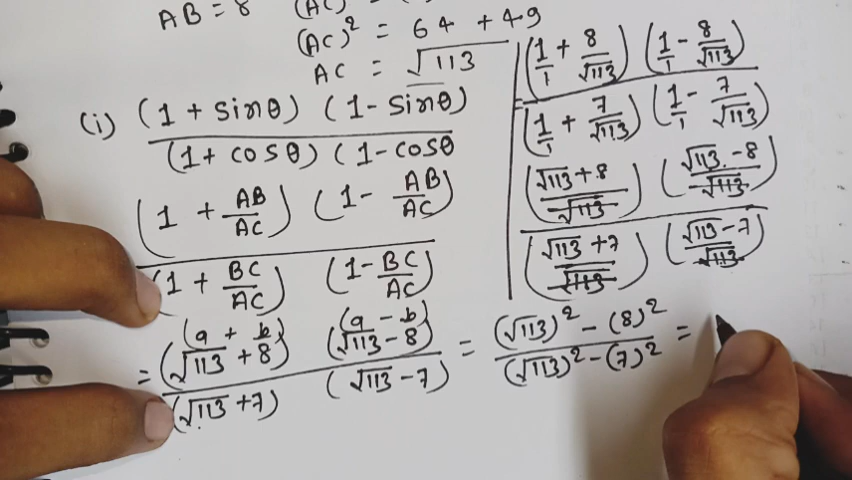 AB = 8 (AC)
(AC)² = 64 + 49
AC = √113
(i) (1 + sinθ) (1 - sinθ)
(1 + cosθ) (1 - cosθ
(1 + AB/AC) (1 - AB/AC)
(1 + BC/AC) (1 - BC/AC)
(a + b) (a - b)
= (√113 + 8) (√113 - 8) = (√113)² - (8)² =
(√113 + 7) (√113 - 7) (√113)² - (7)²
(1/1 + 8/√113) (1/1 - 8/√113)
= (1/1 + 7/√113) (1/1 - 7/√113)
(√113 + 8/√113) (√113 - 8/√113)
(√113 + 7/√113) (√113 - 7/√113)